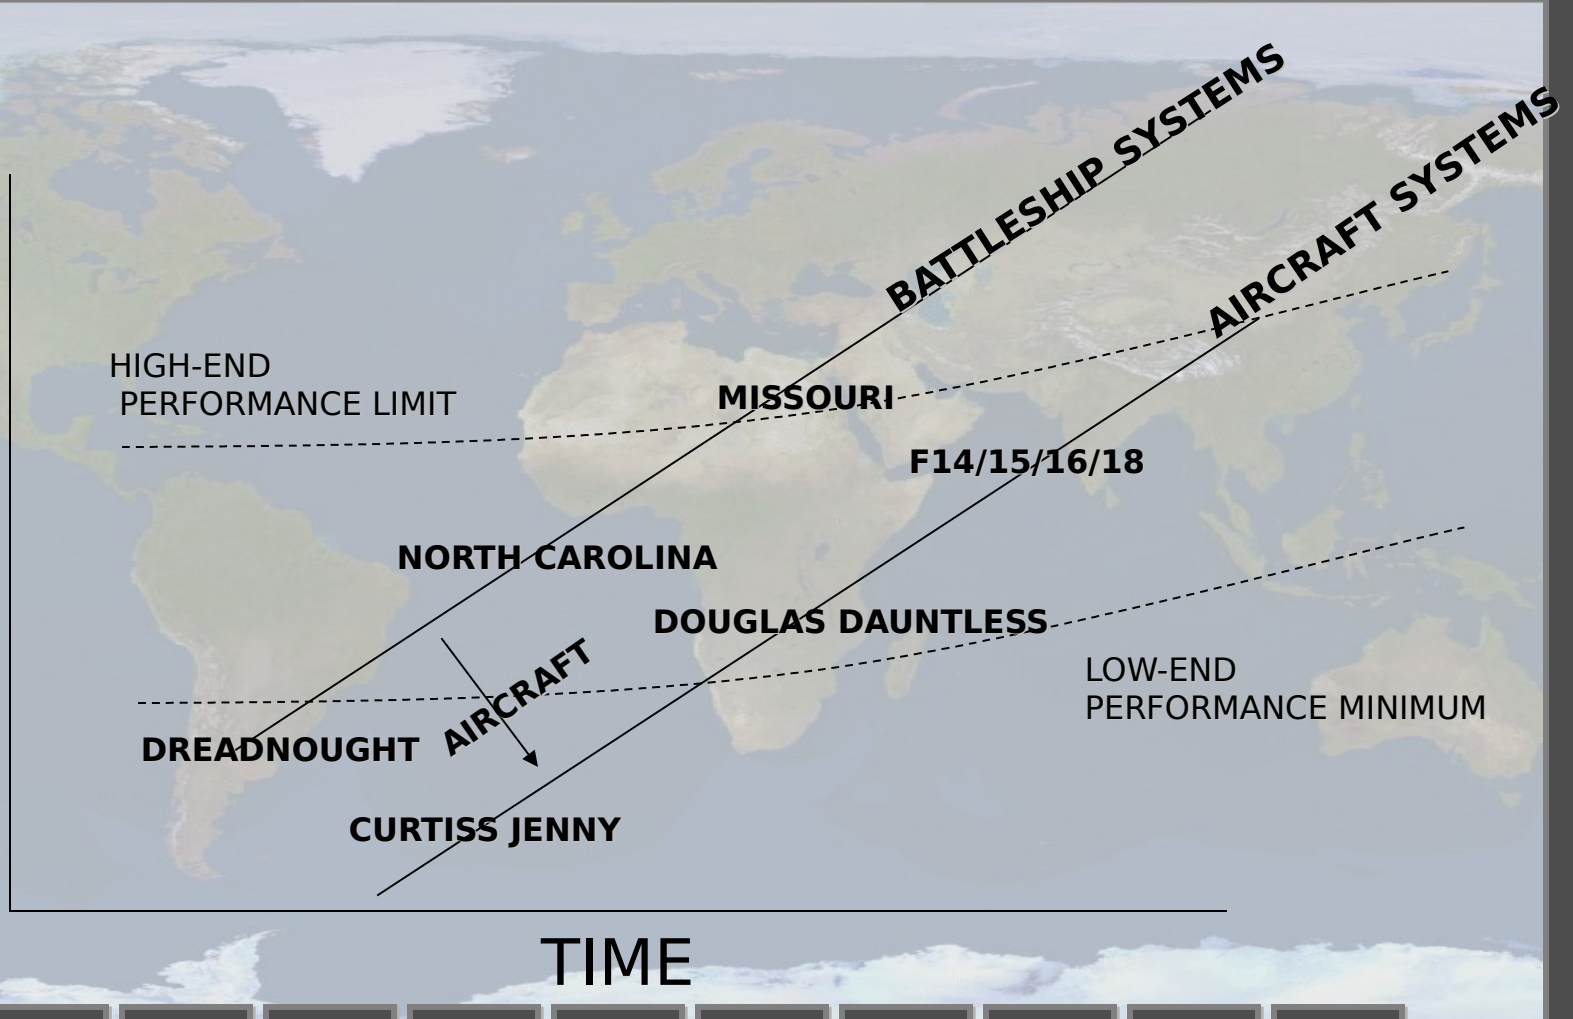 BATTLESHIP SYSTEMS
AIRCRAFT SYSTEMS
HIGH-END
PERFORMANCE LIMIT
MISSOURI
F14/15/16/18
NORTH CAROLINA
DOUGLAS DAUNTLESS
AIRCRAFT
LOW-END
PERFORMANCE MINIMUM
DREADNOUGHT
CURTISS JENNY
TIME